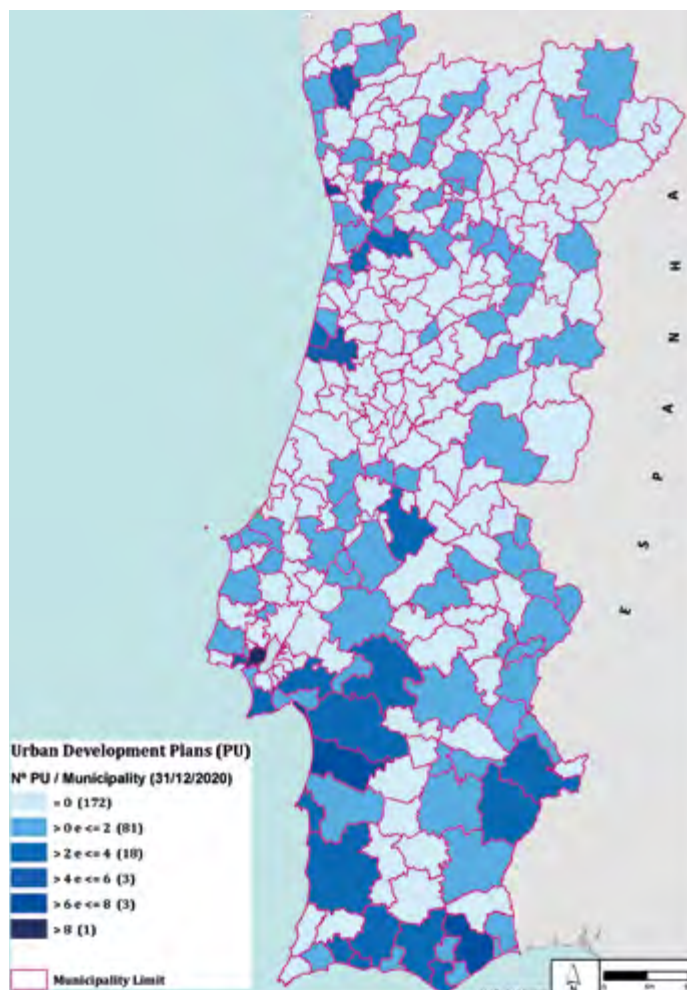 E S P A N H A
Urban Development Plans (PU)
Nº PU / Municipality (31/12/2020)
= 0 (172)
> 0 e <= 2 (81)
> 2 e <= 4 (18)
> 4 e <= 6 (3)
> 6 e <= 8 (3)
> 8 (1)
Municipality Limit